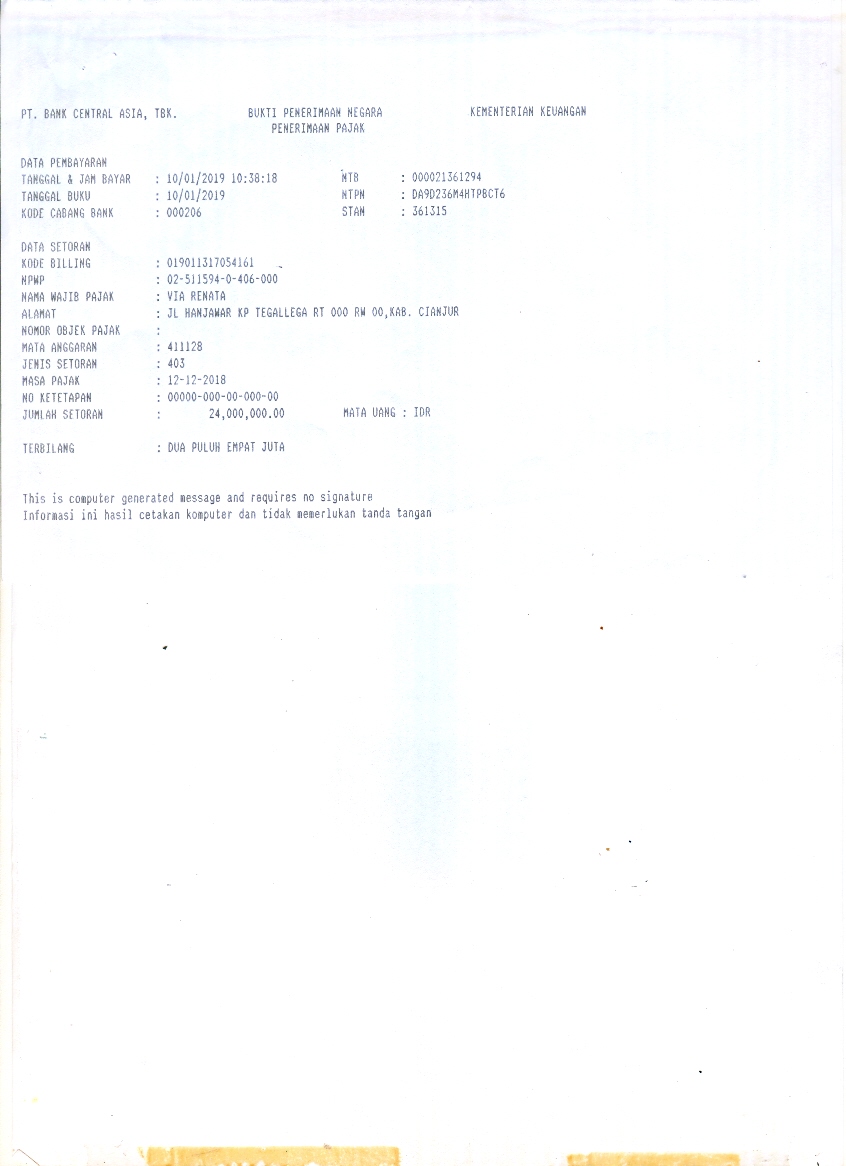 PT. BANK CENTRAL ASIA, TBK. BUKTI PENERIMAAN NEGARA KEMENTERIAN KEUANGAN
PENERIMAAN PAJAK
DATA PEMBAYARAN
TANGGAL & JAM BAYAR : 10/01/2019 10:38:18 NTB : 000021361294
TANGGAL BUKU : 10/01/2019 NTPN : DA9D236M4HTPBCT6
KODE CABANG BANK : 000206 STAN : 361315
DATA SETORAN
KODE BILLING : 019011317054161
NPWP : 02-511594-0-406-000
NAMA WAJIB PAJAK : VIA RENATA
ALAMAT : JL HANJAWAR KP TEGALLEGA RT 000 RW 00,KAB. CIANJUR
NOMOR OBJEK PAJAK :
MATA ANGGARAN : 411128
JENIS SETORAN : 403
MASA PAJAK : 12-12-2018
NO KETETAPAN : 00000-000-00-000-00
JUMLAH SETORAN : 24,000,000.00 MATA UANG : IDR
TERBILANG : DUA PULUH EMPAT JUTA
This is computer generated message and requires no signature
Informasi ini hasil cetakan komputer dan tidak memerlukan tanda tangan